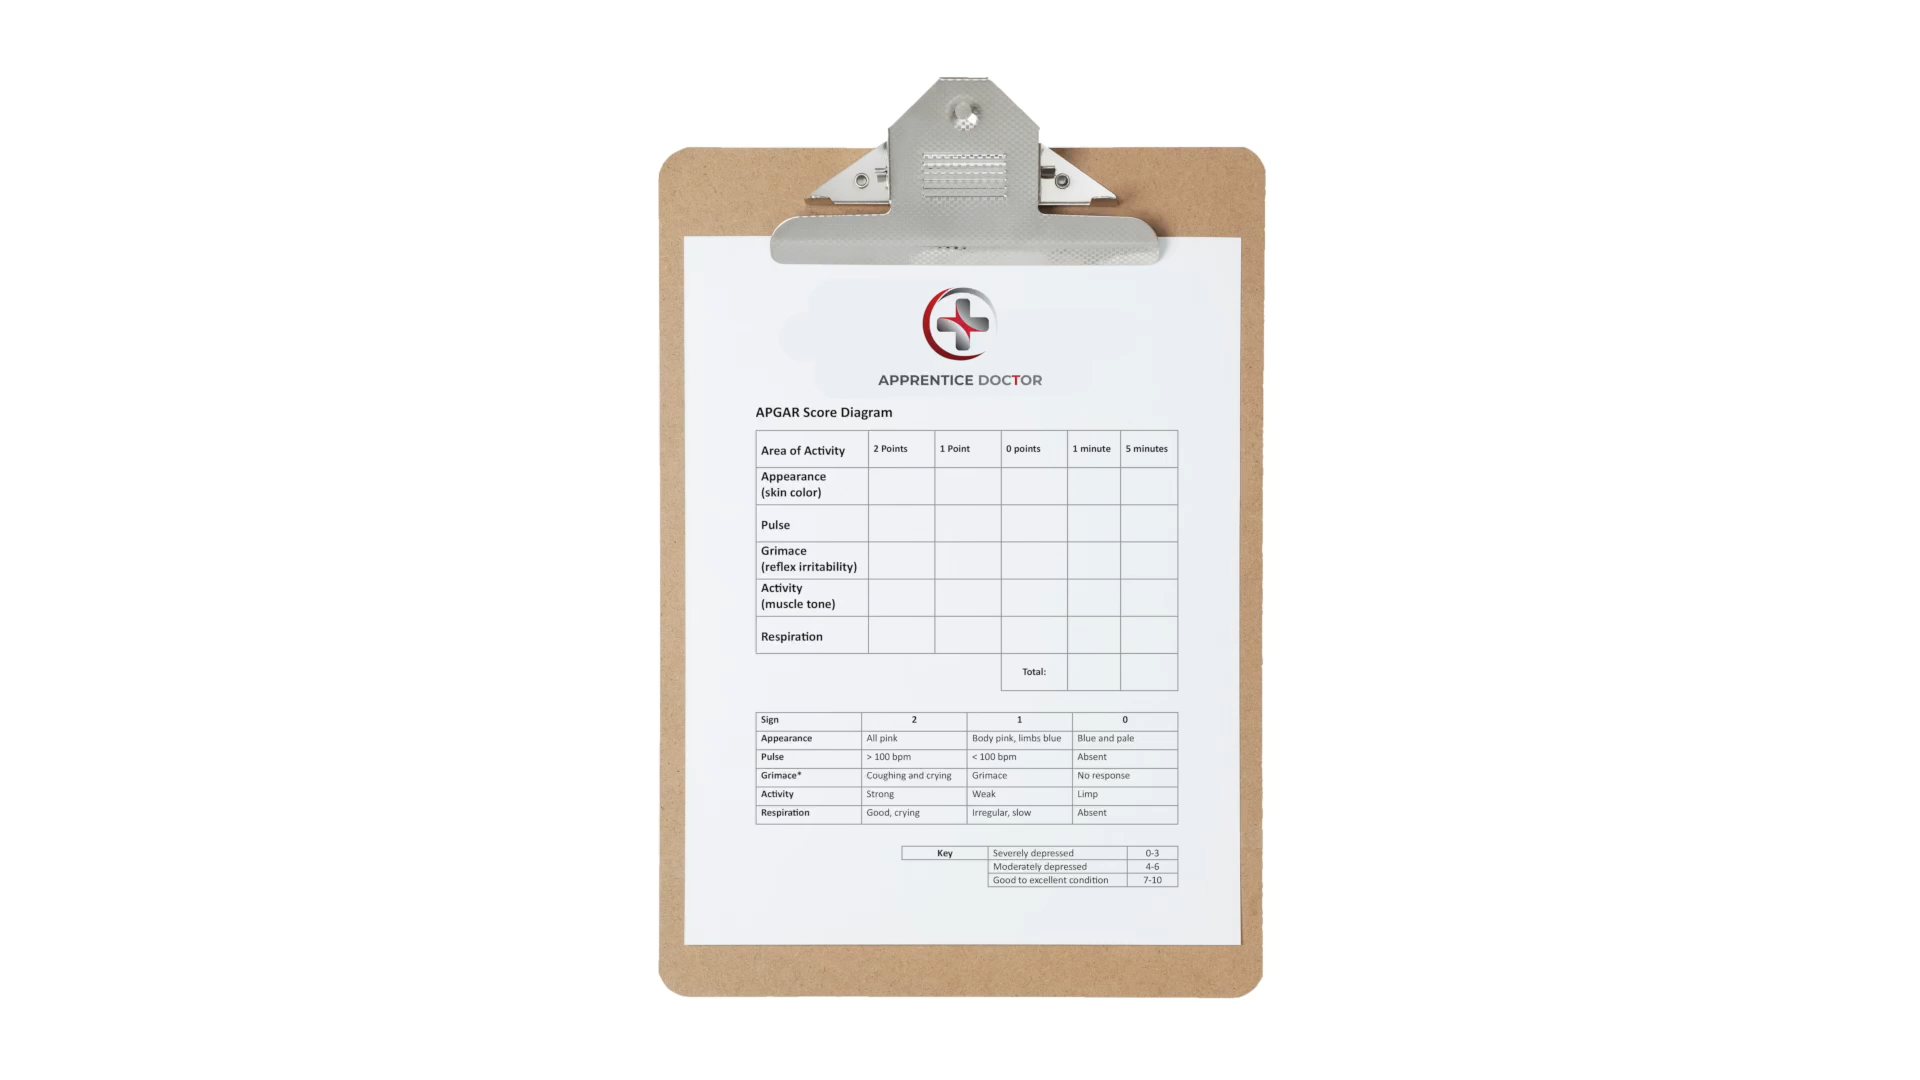 APPRENTICE DOCTOR
APGAR Score Diagram
Area of Activity 2 Points 1 Point 0 points 1 minute 5 minutes
Appearance
(skin color)
Pulse
Grimace
(reflex irritability)
Activity
(muscle tone)
Respiration
Total:
Sign 2 1 0
Appearance All pink Body pink, limbs blue Blue and pale
Pulse > 100 bpm < 100 bpm Absent
Grimace* Coughing and crying Grimace No response
Activity Strong Weak Limp
Respiration Good, crying Irregular, slow Absent
Key Severely depressed 0-3
Moderately depressed 4-6
Good to excellent condition 7-10